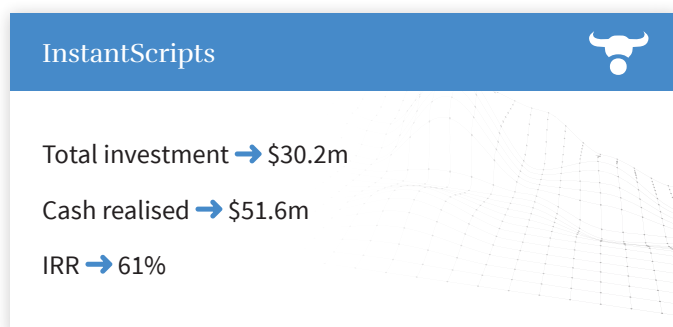 InstantScripts
Total investment ➜ $30.2m
Cash realised ➜ $51.6m
IRR ➜ 61%